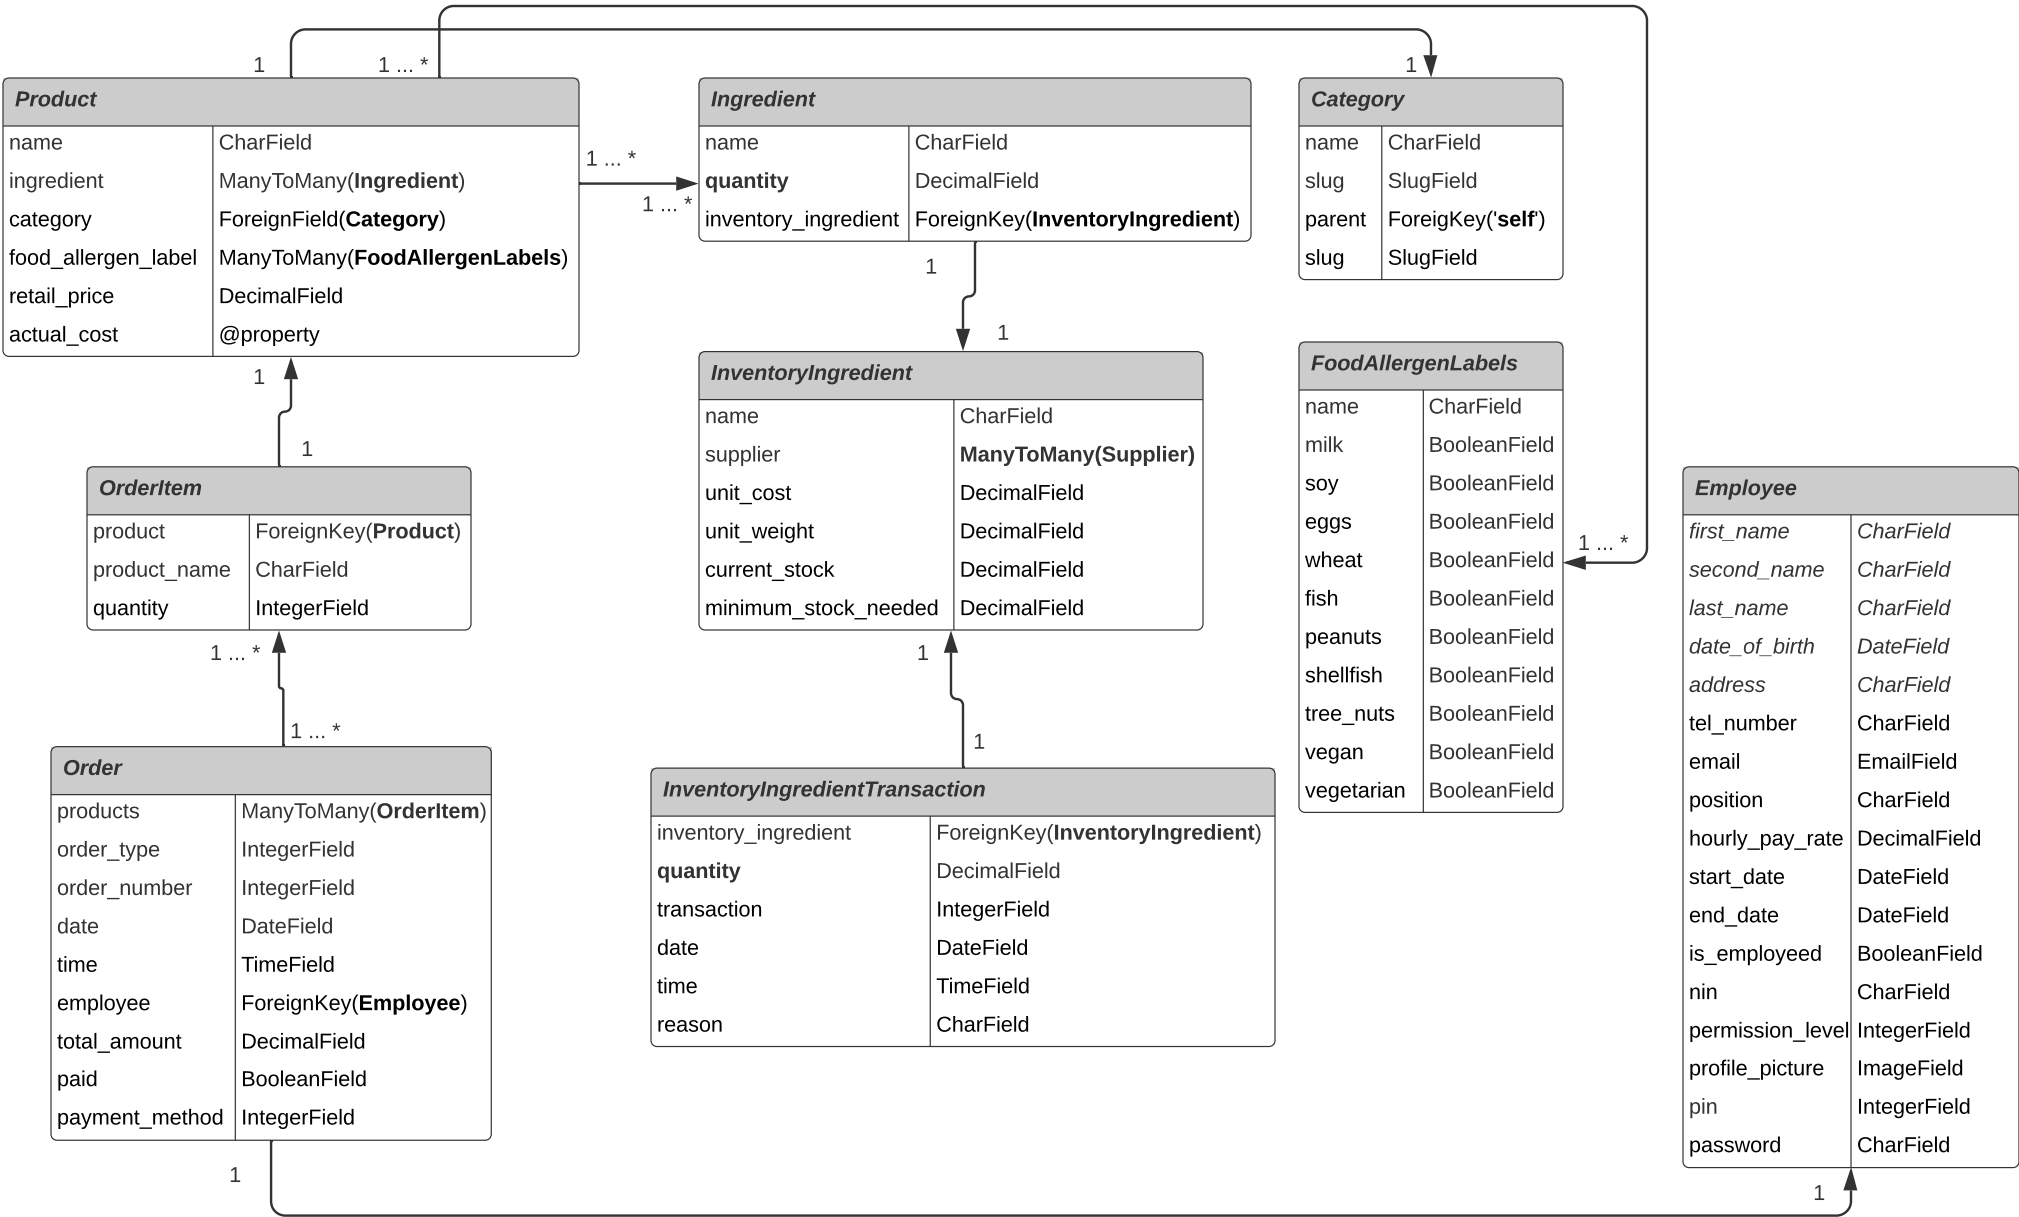 1
1 ... *
1
Product
name CharField
ingredient ManyToMany(Ingredient)
category ForeignField(Category)
food_allergen_label ManyToMany(FoodAllergenLabels)
retail_price DecimalField
actual_cost @property
1 ... *
1 ... *
Ingredient
name CharField
quantity DecimalField
inventory_ingredient ForeignKey(InventoryIngredient)
Category
name CharField
slug SlugField
parent ForeigKey('self')
slug SlugField
1
1
1
1
OrderItem
product ForeignKey(Product)
product_name CharField
quantity IntegerField
InventoryIngredient
name CharField
supplier ManyToMany(Supplier)
unit_cost DecimalField
unit_weight DecimalField
current_stock DecimalField
minimum_stock_needed DecimalField
FoodAllergenLabels
name CharField
milk BooleanField
soy BooleanField
eggs BooleanField
wheat BooleanField
fish BooleanField
peanuts BooleanField
shellfish BooleanField
tree_nuts BooleanField
vegan BooleanField
vegetarian BooleanField
1 ... *
1 ... *
1 ... *
1
1
Order
products ManyToMany(OrderItem)
order_type IntegerField
order_number IntegerField
date DateField
time TimeField
employee ForeignKey(Employee)
total_amount DecimalField
paid BooleanField
payment_method IntegerField
InventoryIngredientTransaction
inventory_ingredient ForeignKey(InventoryIngredient)
quantity DecimalField
transaction IntegerField
date DateField
time TimeField
reason CharField
Employee
first_name CharField
second_name CharField
last_name CharField
date_of_birth DateField
address CharField
tel_number CharField
email EmailField
position CharField
hourly_pay_rate DecimalField
start_date DateField
end_date DateField
is_employeed BooleanField
nin CharField
permission_level IntegerField
profile_picture ImageField
pin IntegerField
password CharField
1
1